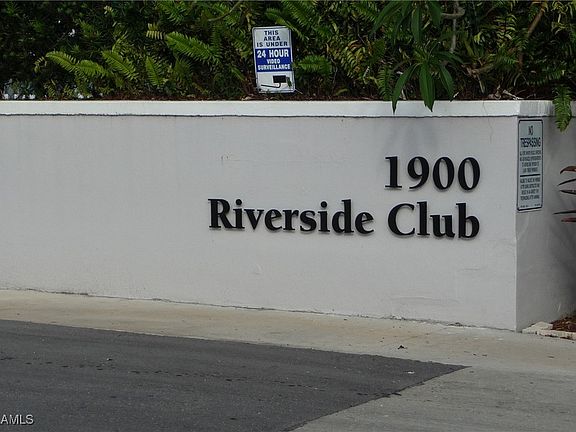 THIS
AREA
IS UNDER
24 HOUR
VIDEO
SURVEILLANCE
1900
Riverside Club
NO
TRESPASSING
AMLS